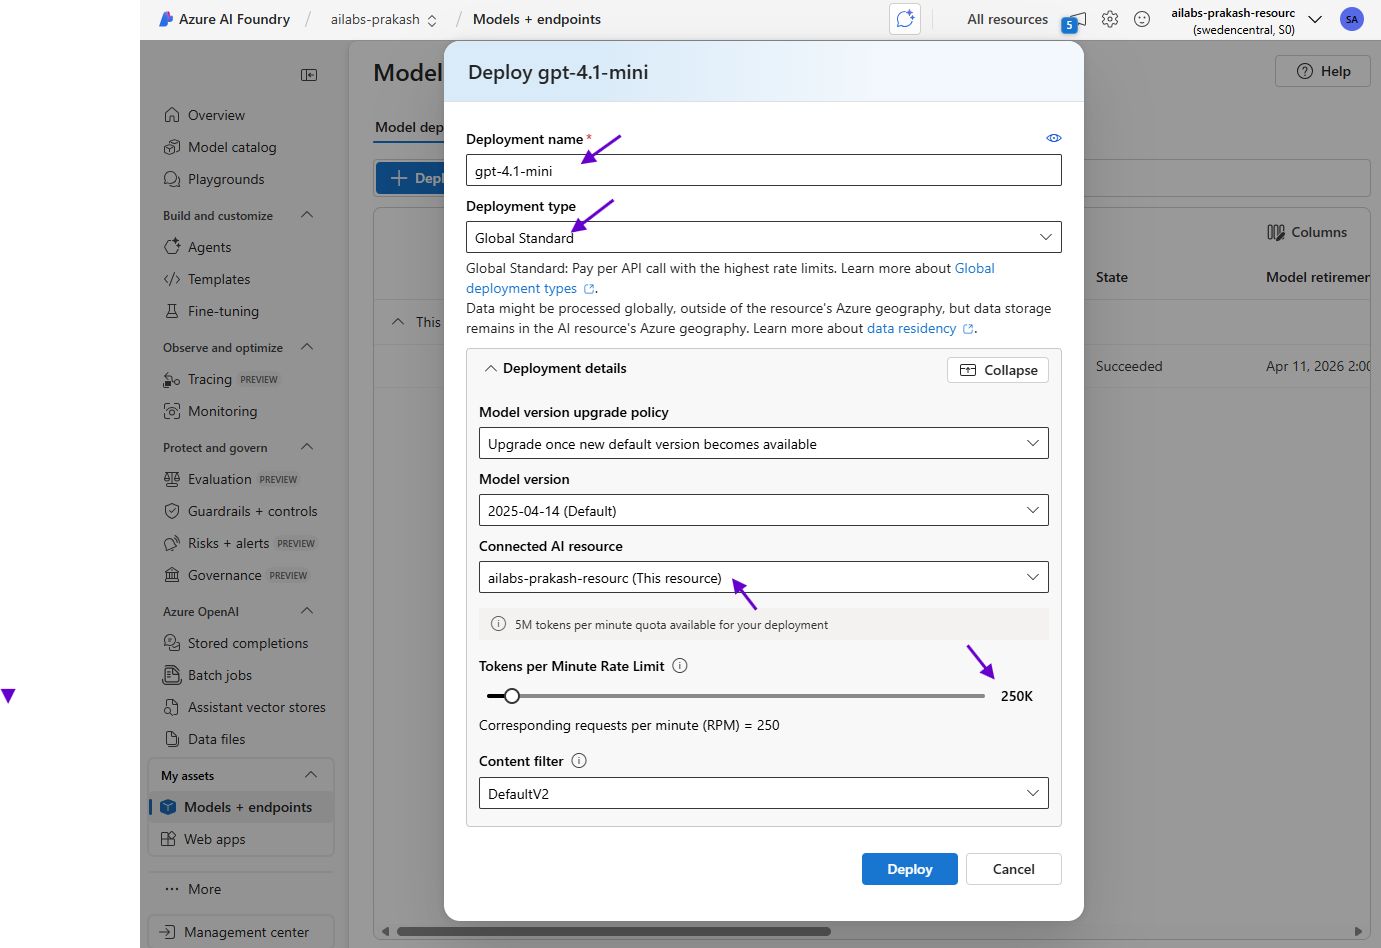 Azure AI Foundry / ailabs-prakash / Models + endpoints
All resources
5
ailabs-prakash-resourc
(swedencentral, S0)
SA
Overview
Model catalog
Playgrounds
Build and customize
Agents
Templates
Fine-tuning
Observe and optimize
Tracing PREVIEW
Monitoring
Protect and govern
Evaluation PREVIEW
Guardrails + controls
Risks + alerts PREVIEW
Governance PREVIEW
Azure OpenAI
Stored completions
Batch jobs
Assistant vector stores
Data files
My assets
Models + endpoints
Web apps
More
Management center
Model
Help
Model dep
+ Depl
Columns
State
Model retiremen
This
Succeeded
Apr 11, 2026 2:00
Deploy gpt-4.1-mini
Deployment name *
gpt-4.1-mini
Deployment type
Global Standard
Global Standard: Pay per API call with the highest rate limits. Learn more about Global
deployment types.
Data might be processed globally, outside of the resource's Azure geography, but data storage
remains in the AI resource's Azure geography. Learn more about data residency.
Deployment details
Collapse
Model version upgrade policy
Upgrade once new default version becomes available
Model version
2025-04-14 (Default)
Connected AI resource
ailabs-prakash-resourc (This resource)
5M tokens per minute quota available for your deployment
Tokens per Minute Rate Limit
250K
Corresponding requests per minute (RPM) = 250
Content filter
DefaultV2
Deploy
Cancel